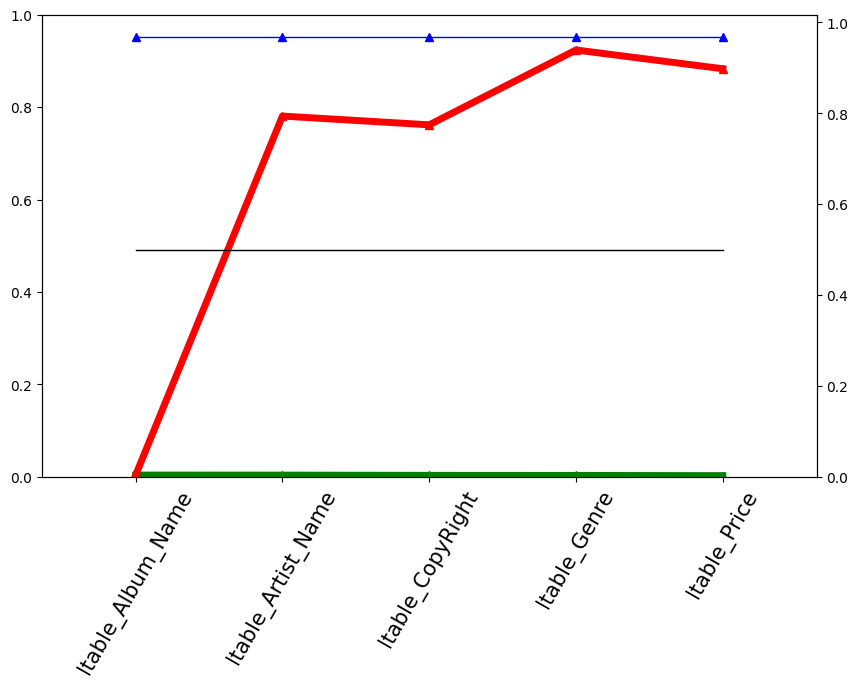 1.0
0.8
0.6
0.4
0.2
0.0
1.0
0.8
0.6
0.4
0.2
0.0
ltable_Album_Name
ltable_Artist_Name
ltable_CopyRight
ltable_Genre
ltable_Price